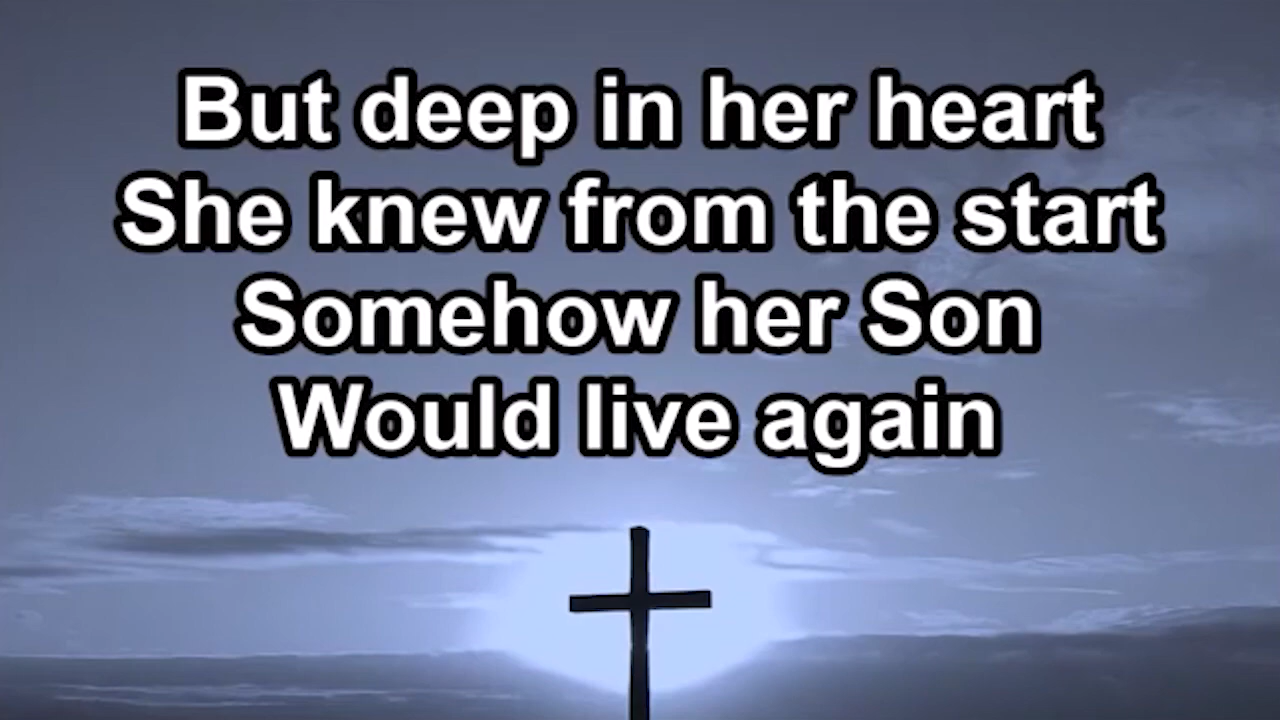 But deep in her heart
She knew from the start
Somehow her Son
Would live again